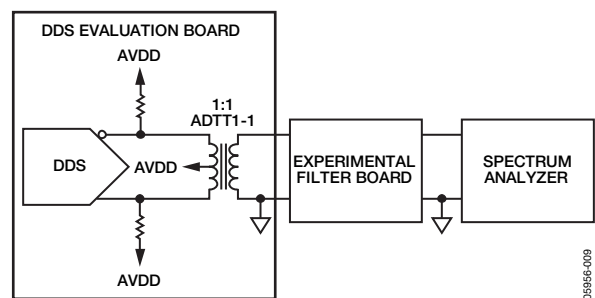 DDS EVALUATION BOARD
AVDD
1:1
ADTT1-1
DDS
AVDD
EXPERIMENTAL
FILTER BOARD
SPECTRUM
ANALYZER
AVDD
05956-009